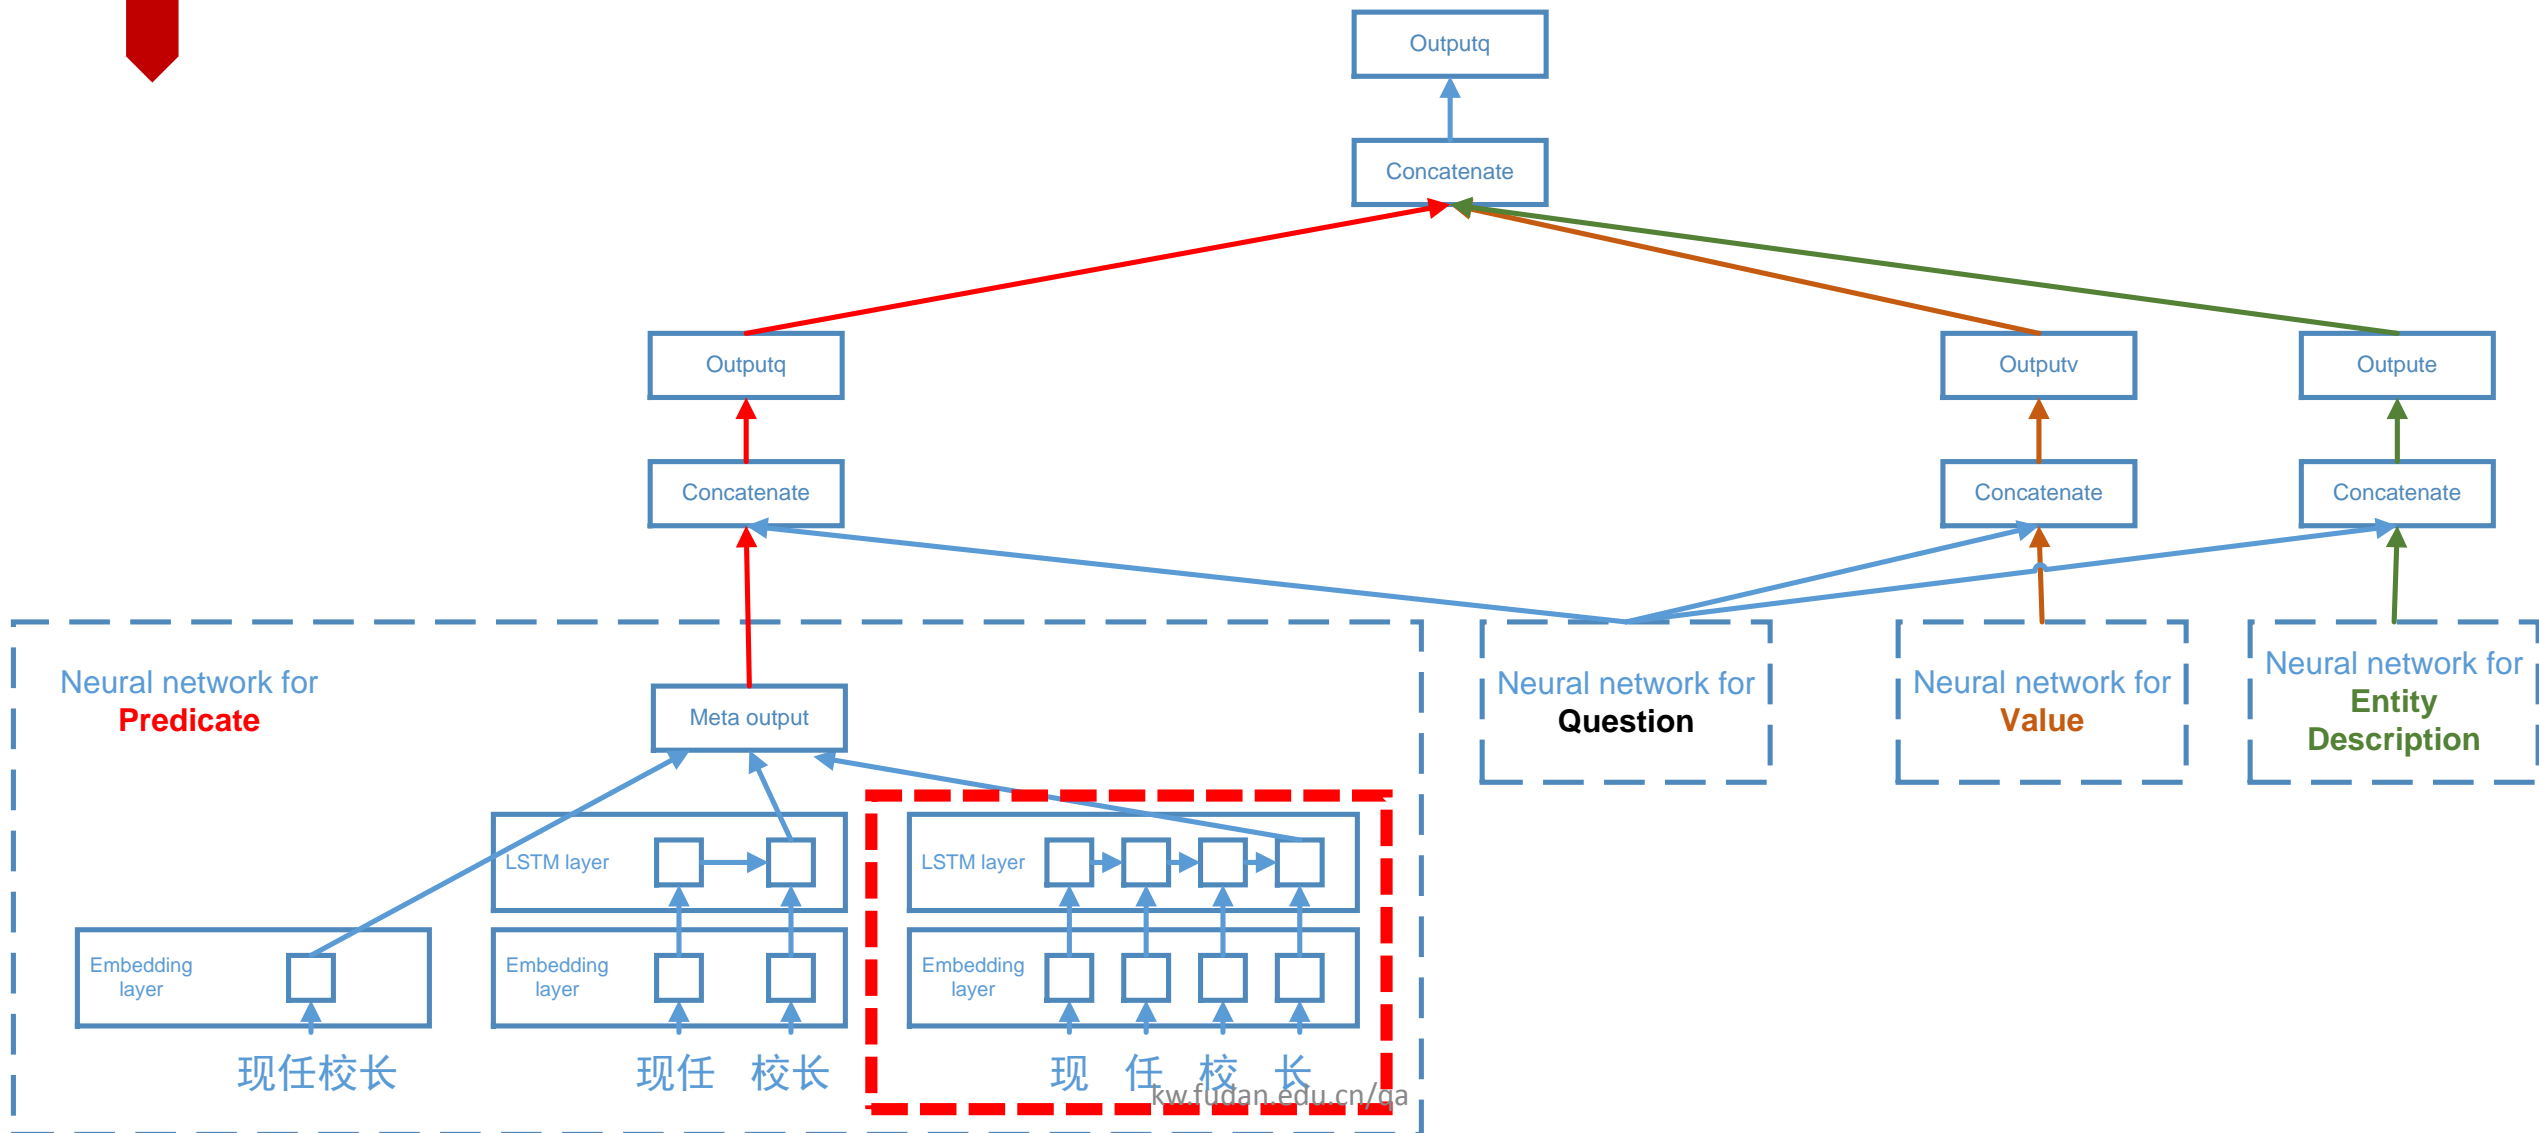 Outputq
Concatenate
Outputq
Outputv
Outpute
Concatenate
Concatenate
Concatenate
Neural network for
Predicate
Meta output
Neural network for
Question
Neural network for
Value
Neural network for
Entity
Description
LSTM layer
LSTM layer
Embedding
layer
Embedding
layer
Embedding
layer
现任校长
现任 校长
现 任 校 长
kw.fudan.edu.cn/qa